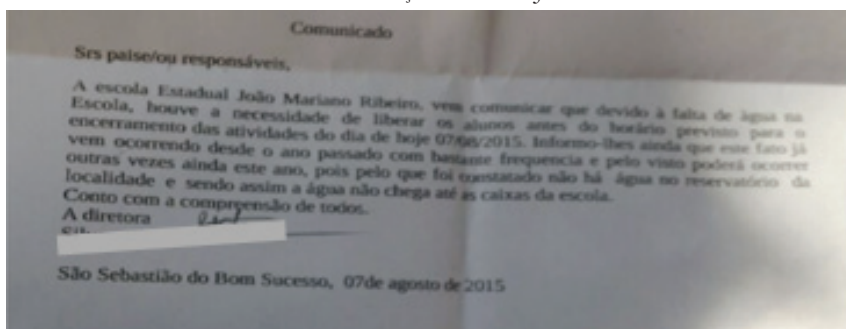 Comunicado
Srs paise/ou responsáveis,
A escola Estadual João Mariano Ribeiro, vem comunicar que devido à falta de àgua na
Escola, houve a necessidade de liberar os alunos antes do horário previsto para o
encerramento das atividades do dia de hoje 07/08/2015. Informo-lhes ainda que este fato já
vem ocorrendo desde o ano passado com bastante frequencia e pelo visto poderá ocorrer
outras vezes ainda este ano, pois pelo que foi constatado não há água no reservatório da
localidade e sendo assim a água não chega até as caixas da escola.
Conto com a compreensão de todos.
A diretora
São Sebastião do Bom Sucesso, 07de agosto de 2015